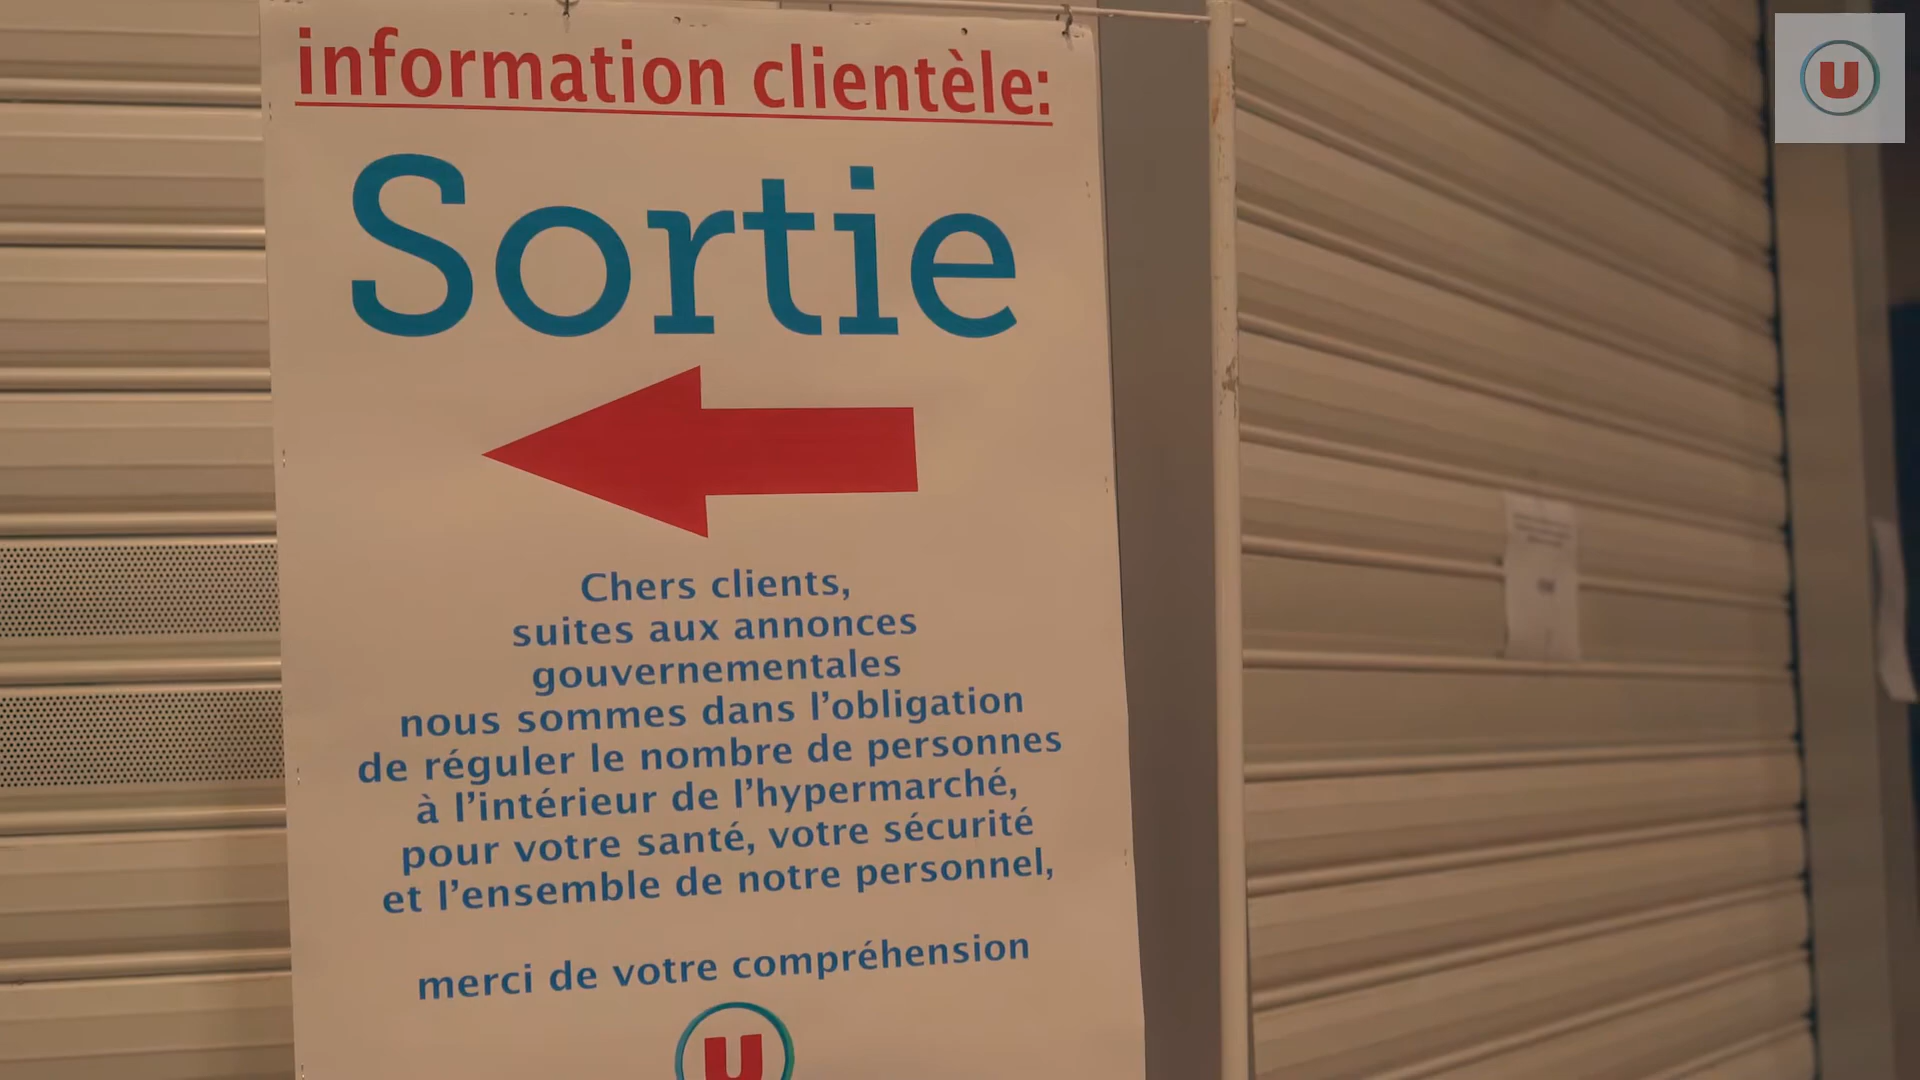 information clientèle:
U
Sortie
Chers clients,
suites aux annonces
gouvernementales
nous sommes dans l'obligation
de réguler le nombre de personnes
à l'intérieur de l'hypermarché,
pour votre santé, votre sécurité
et l'ensemble de notre personnel,
merci de votre compréhension
U